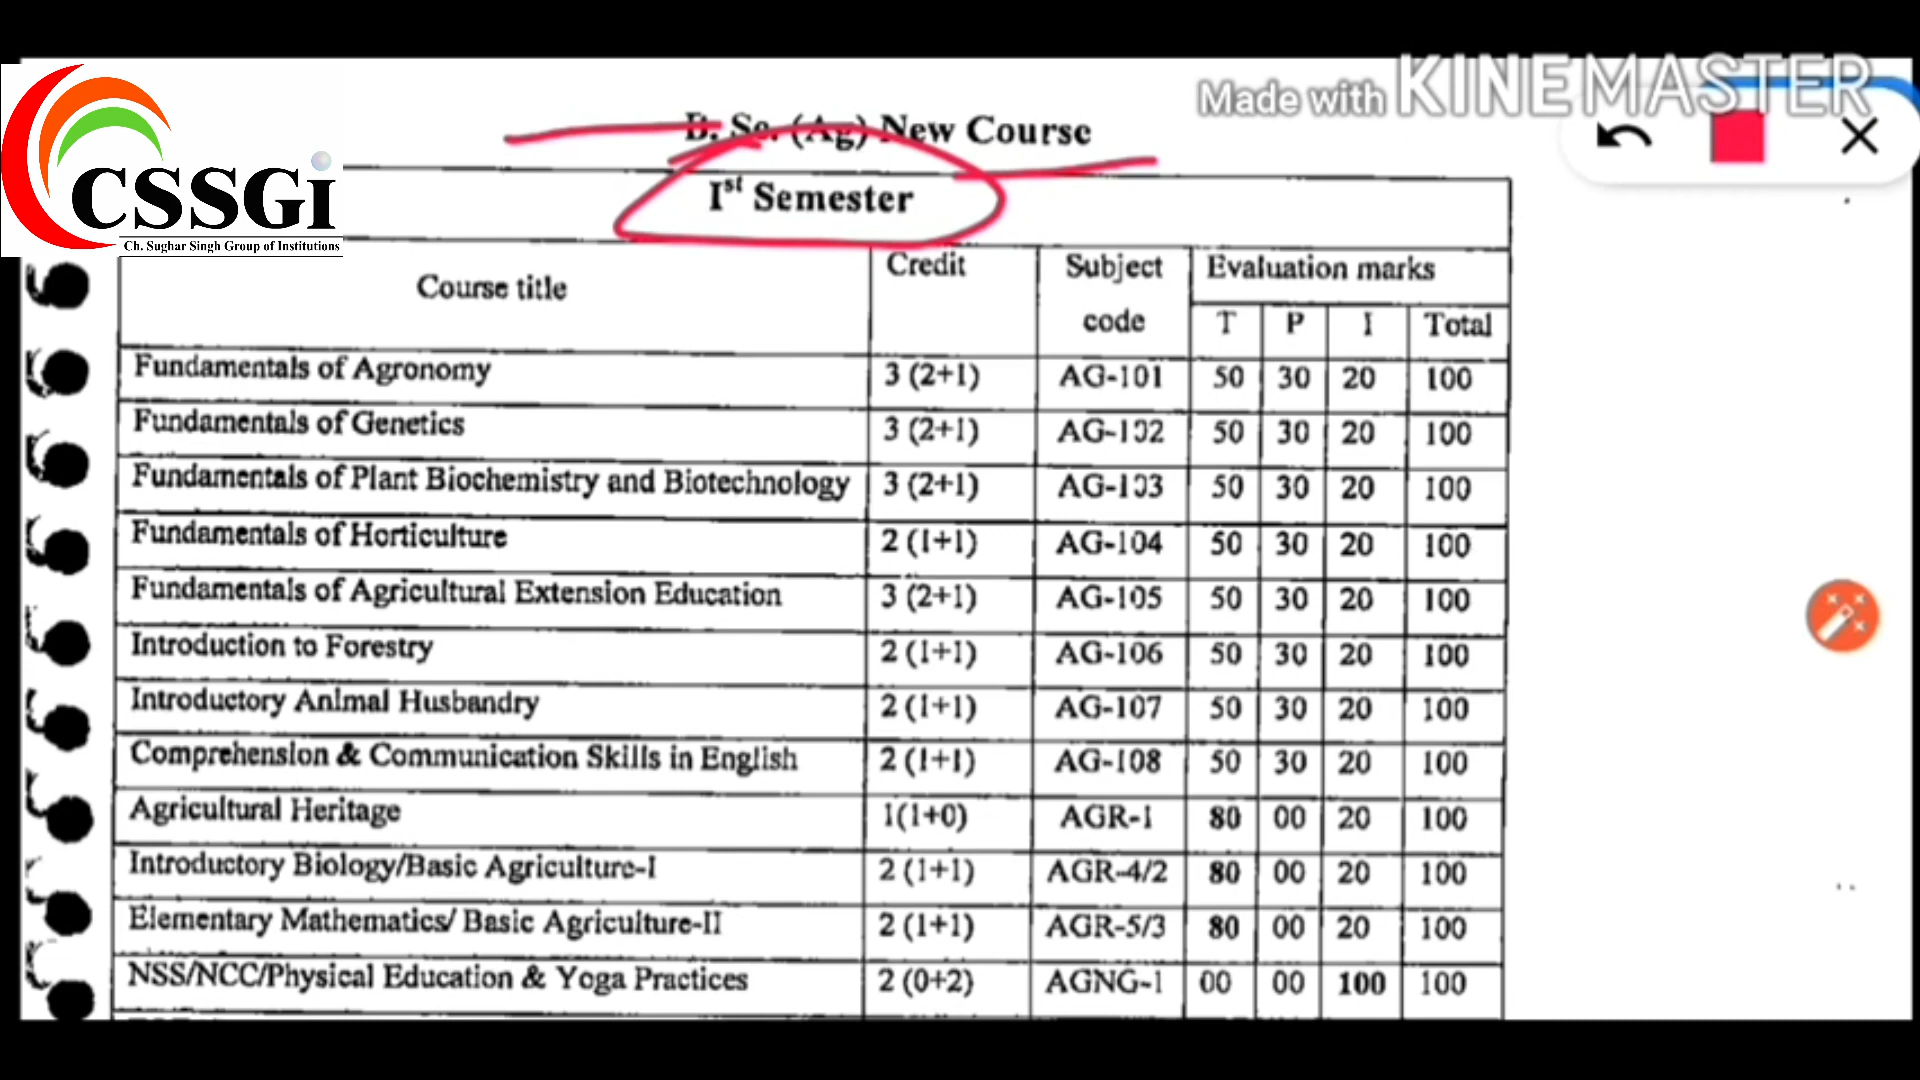 Made with KINEMASTER
CSSGI
Ch. Sughar Singh Group of Institutions
B. Sc. (Ag) New Course
Ist Semester
Course title Credit Subject code Evaluation marks
T P I Total
Fundamentals of Agronomy 3 (2+1) AG-101 50 30 20 100
Fundamentals of Genetics 3 (2+1) AG-102 50 30 20 100
Fundamentals of Plant Biochemistry and Biotechnology 3 (2+1) AG-103 50 30 20 100
Fundamentals of Horticulture 2 (1+1) AG-104 50 30 20 100
Fundamentals of Agricultural Extension Education 3 (2+1) AG-105 50 30 20 100
Introduction to Forestry 2 (1+1) AG-106 50 30 20 100
Introductory Animal Husbandry 2 (1+1) AG-107 50 30 20 100
Comprehension & Communication Skills in English 2 (1+1) AG-108 50 30 20 100
Agricultural Heritage 1(1+0) AGR-1 80 00 20 100
Introductory Biology/Basic Agriculture-I 2 (1+1) AGR-4/2 80 00 20 100
Elementary Mathematics/ Basic Agriculture-II 2 (1+1) AGR-5/3 80 00 20 100
NSS/NCC/Physical Education & Yoga Practices 2 (0+2) AGNG-1 00 00 100 100